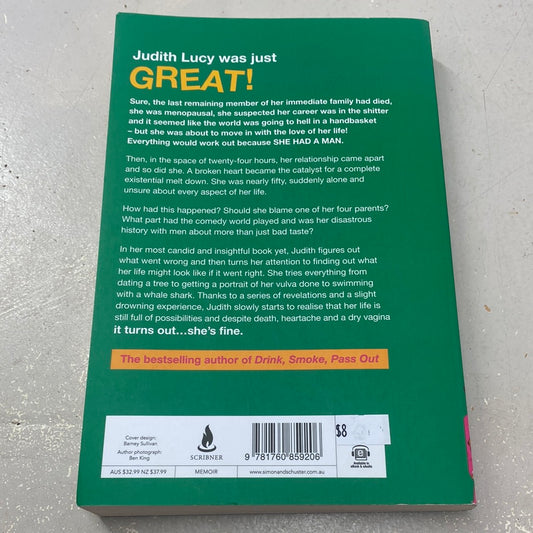 Judith Lucy was just
GREAT!
Sure, the last remaining member of her immediate family had died,
she was menopausal, she suspected her career was in the shitter
and it seemed like the world was going to hell in a handbasket
– but she was about to move in with the love of her life!
Everything would work out because SHE HAD A MAN.
Then, in the space of twenty-four hours, her relationship came apart
and so did she. A broken heart became the catalyst for a complete
existential melt down. She was nearly fifty, suddenly alone and
unsure about every aspect of her life.
How had this happened? Should she blame one of her four parents?
What part had the comedy world played and was her disastrous
history with men about more than just bad taste?
In her most candid and insightful book yet, Judith figures out
what went wrong and then turns her attention to finding out what
her life might look like if it went right. She tries everything from
dating a tree to getting a portrait of her vulva done to swimming
with a whale shark. Thanks to a series of revelations and a slight
drowning experience, Judith slowly starts to realise that her life is
still full of possibilities and despite death, heartache and a dry vagina
it turns out...she's fine.
The bestselling author of Drink, Smoke, Pass Out
Cover design:
Barney Sullivan
Author photograph:
Ben King
SCRIBNER
9 781760 859206
$8
Available in
eBook & eAudio
AUS $32.99 NZ $37.99
MEMOIR
www.simonandschuster.com.au